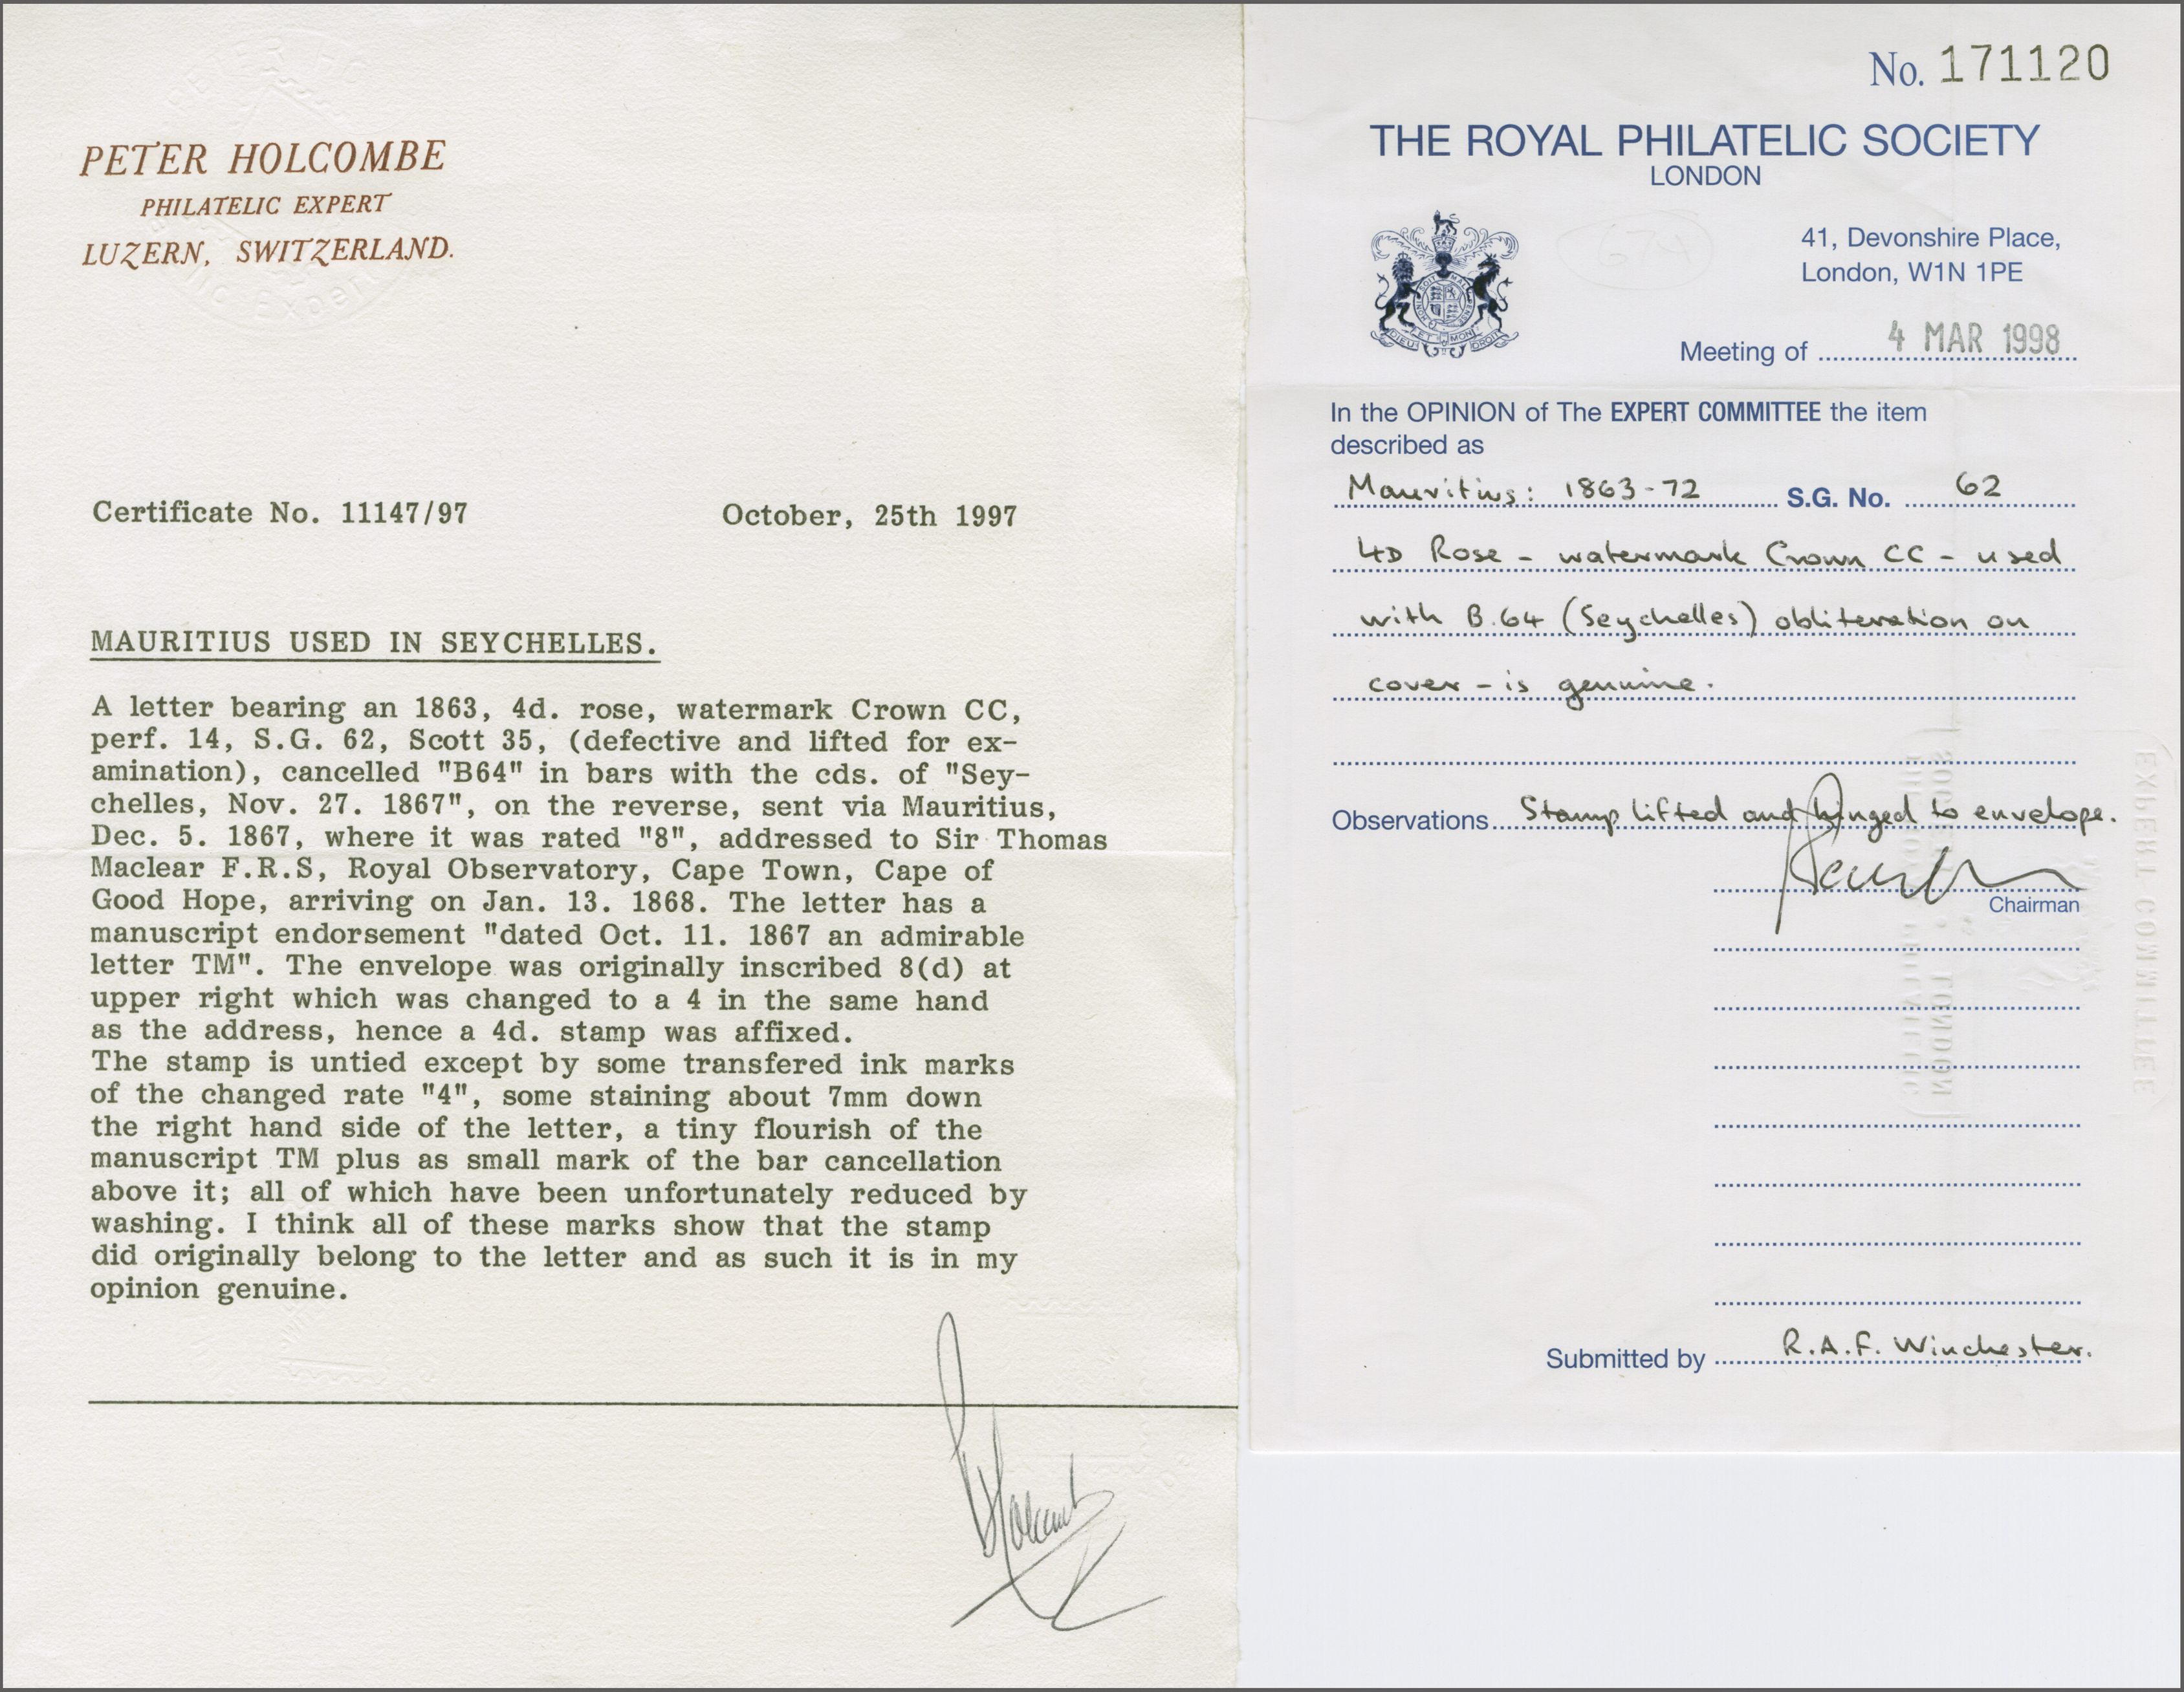 PETER HOLCOMBE
PHILATELIC EXPERT
LUZERN, SWITZERLAND.
Certificate No. 11147/97 October, 25th 1997
MAURITIUS USED IN SEYCHELLES.
A letter bearing an 1863, 4d. rose, watermark Crown CC,
perf. 14, S.G. 62, Scott 35, (defective and lifted for ex-
amination), cancelled "B64" in bars with the cds. of "Sey-
chelles, Nov. 27. 1867", on the reverse, sent via Mauritius,
Dec. 5. 1867, where it was rated "8", addressed to Sir Thomas
Maclear F.R.S, Royal Observatory, Cape Town, Cape of
Good Hope, arriving on Jan. 13. 1868. The letter has a
manuscript endorsement "dated Oct. 11. 1867 an admirable
letter TM". The envelope was originally inscribed 8(d) at
upper right which was changed to a 4 in the same hand
as the address, hence a 4d. stamp was affixed.
The stamp is untied except by some transfered ink marks
of the changed rate "4", some staining about 7mm down
the right hand side of the letter, a tiny flourish of the
manuscript TM plus as small mark of the bar cancellation
above it; all of which have been unfortunately reduced by
washing. I think all of these marks show that the stamp
did originally belong to the letter and as such it is in my
opinion genuine.
No. 171120
THE ROYAL PHILATELIC SOCIETY
LONDON
41, Devonshire Place,
London, W1N 1PE
Meeting of 4 MAR 1998
In the OPINION of The EXPERT COMMITTEE the item
described as
Mauritius: 1863-72 S.G. No. 62
4D Rose - watermark Crown CC - used
with B.64 (Seychelles) obliteration on
cover - is genuine.
Observations Stamp lifted and hinged to envelope.
Chairman
EXPERT COMMITTEE
Submitted by R.A.F. Winchester.